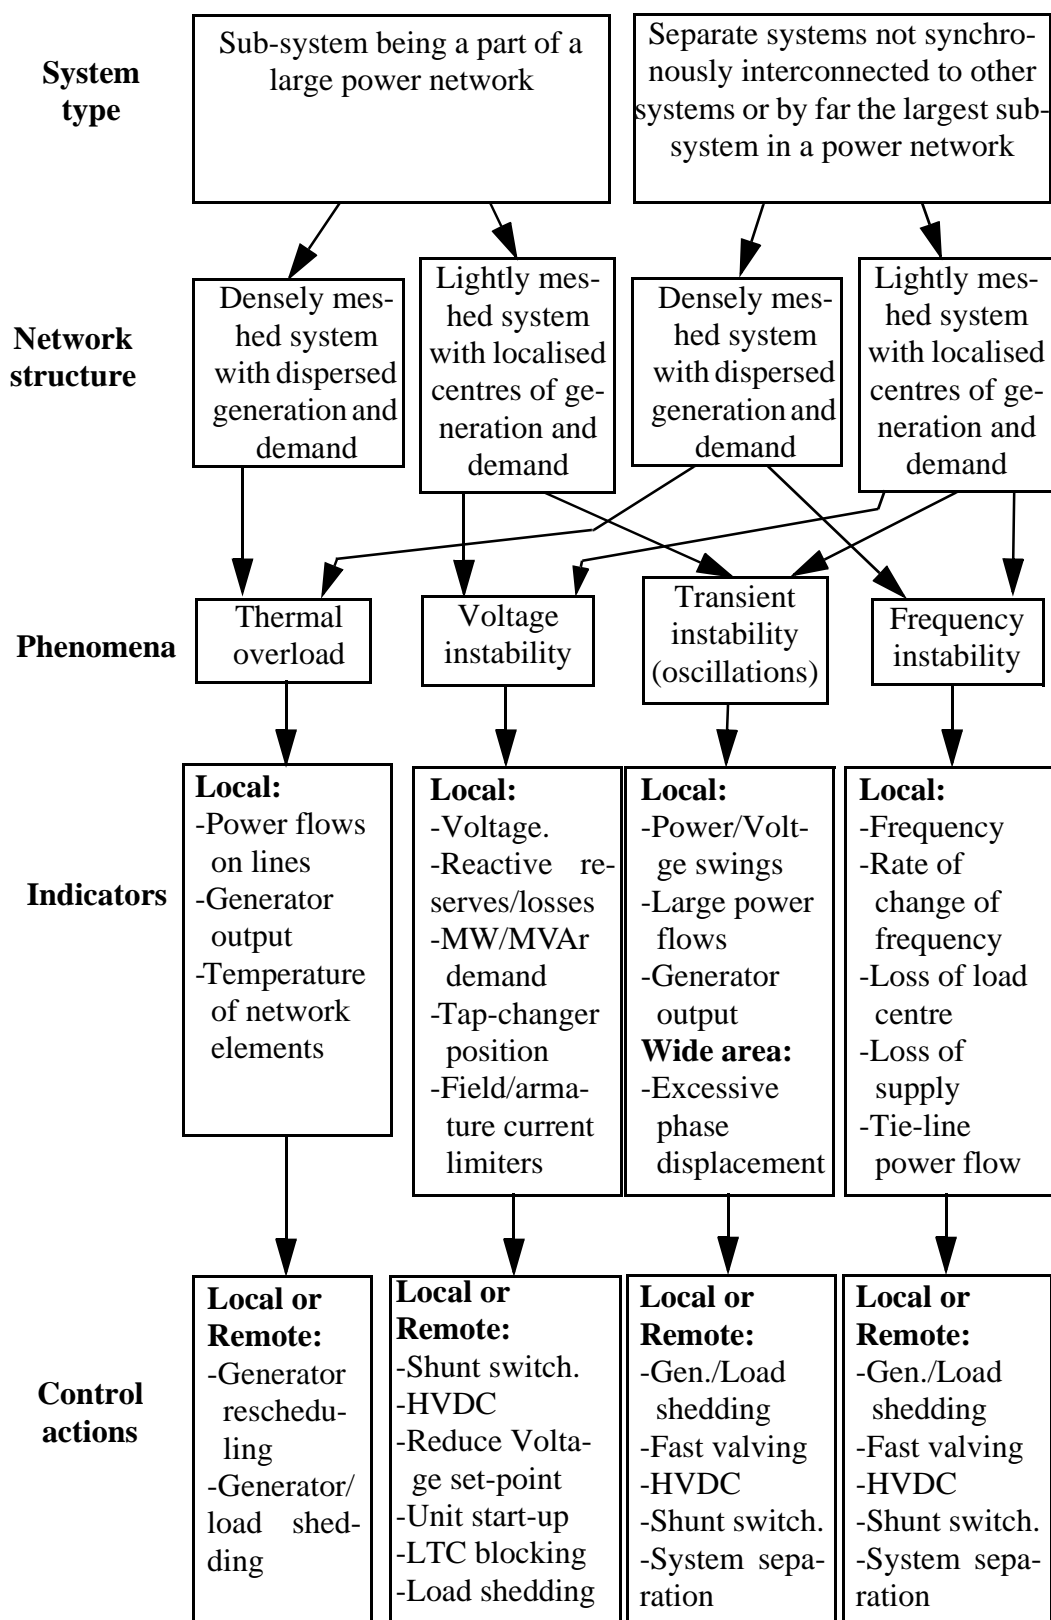 System
type
Sub-system being a part of a
large power network
Separate systems not synchro-
nously interconnected to other
systems or by far the largest sub-
system in a power network
Network
structure
Densely mes-
hed system
with dispersed
generation and
demand
Lightly mes-
hed system
with localised
centres of ge-
neration and
demand
Densely mes-
hed system
with dispersed
generation and
demand
Lightly mes-
hed system
with localised
centres of ge-
neration and
demand
Phenomena
Thermal
overload
Voltage
instability
Transient
instability
(oscillations)
Frequency
instability
Indicators
Local:
-Power flows
on lines
-Generator
output
-Temperature
of network
elements
Local:
-Voltage.
-Reactive re-
serves/losses
-MW/MVAr
demand
-Tap-changer
position
-Field/arma-
ture current
limiters
Local:
-Power/Volt-
ge swings
-Large power
flows
-Generator
output
Wide area:
-Excessive
phase
displacement
Local:
-Frequency
-Rate of
change of
frequency
-Loss of load
centre
-Loss of
supply
-Tie-line
power flow
Control
actions
Local or
Remote:
-Generator
reschedu-
ling
-Generator/
load shed-
ding
Local or
Remote:
-Shunt switch.
-HVDC
-Reduce Volta-
ge set-point
-Unit start-up
-LTC blocking
-Load shedding
Local or
Remote:
-Gen./Load
shedding
-Fast valving
-HVDC
-Shunt switch.
-System sepa-
ration
Local or
Remote:
-Gen./Load
shedding
-Fast valving
-HVDC
-Shunt switch.
-System sepa-
ration